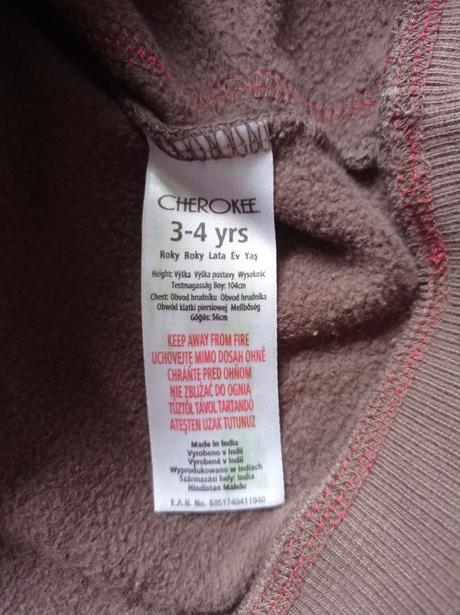 CHEROKEE
3-4 yrs
Roky Roky Lata Év Yaş
Height: Výška Výška postavy Wysokość
Testmagasság Boy: 104cm
Chest: Obvod hrudníku Obvod hrudníka
Obwód klatki piersiowej Mellbőség
Göğüs: 56cm
KEEP AWAY FROM FIRE
UCHOVEJTE MIMO DOSAH OHNĚ
CHRÁŇTE PRED OHŇOM
NIE ZBLIŻAĆ DO OGNIA
TŰZTŐL TÁVOL TARTANDÓ
ATEŞTEN UZAK TUTUNUZ
Made in India
Vyrobeno v Indii
Vyrobené v Indii
Wyprodukowano w Indiach
Származási hely: India
Hindistan Malıdır
E.A.N. No. 5051740411040